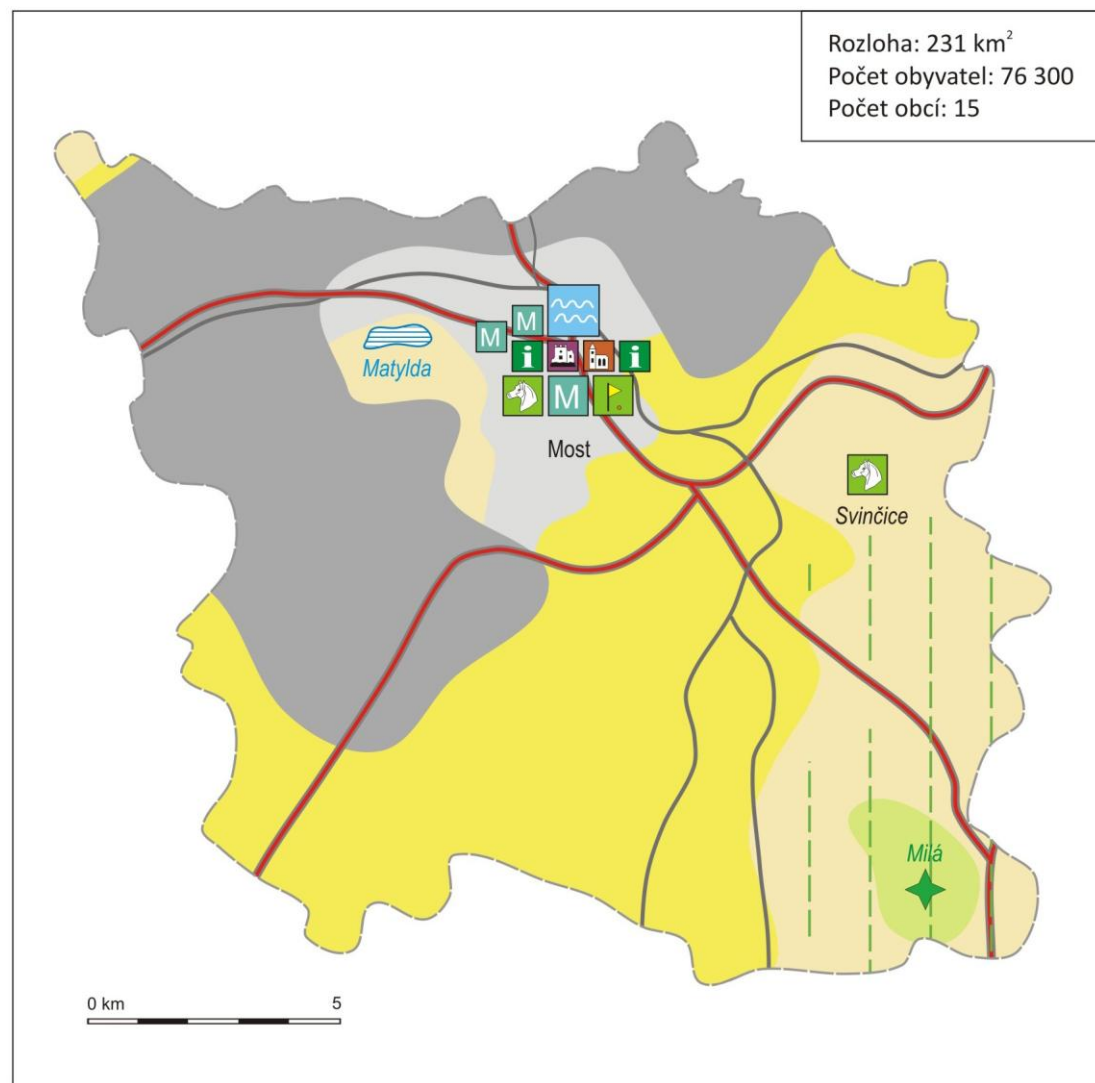 Rozloha: 231 km²
Počet obyvatel: 76 300
Počet obcí: 15
M
M
i
i
Matylda
M
Most
Svinčice
Milá
0 km 5